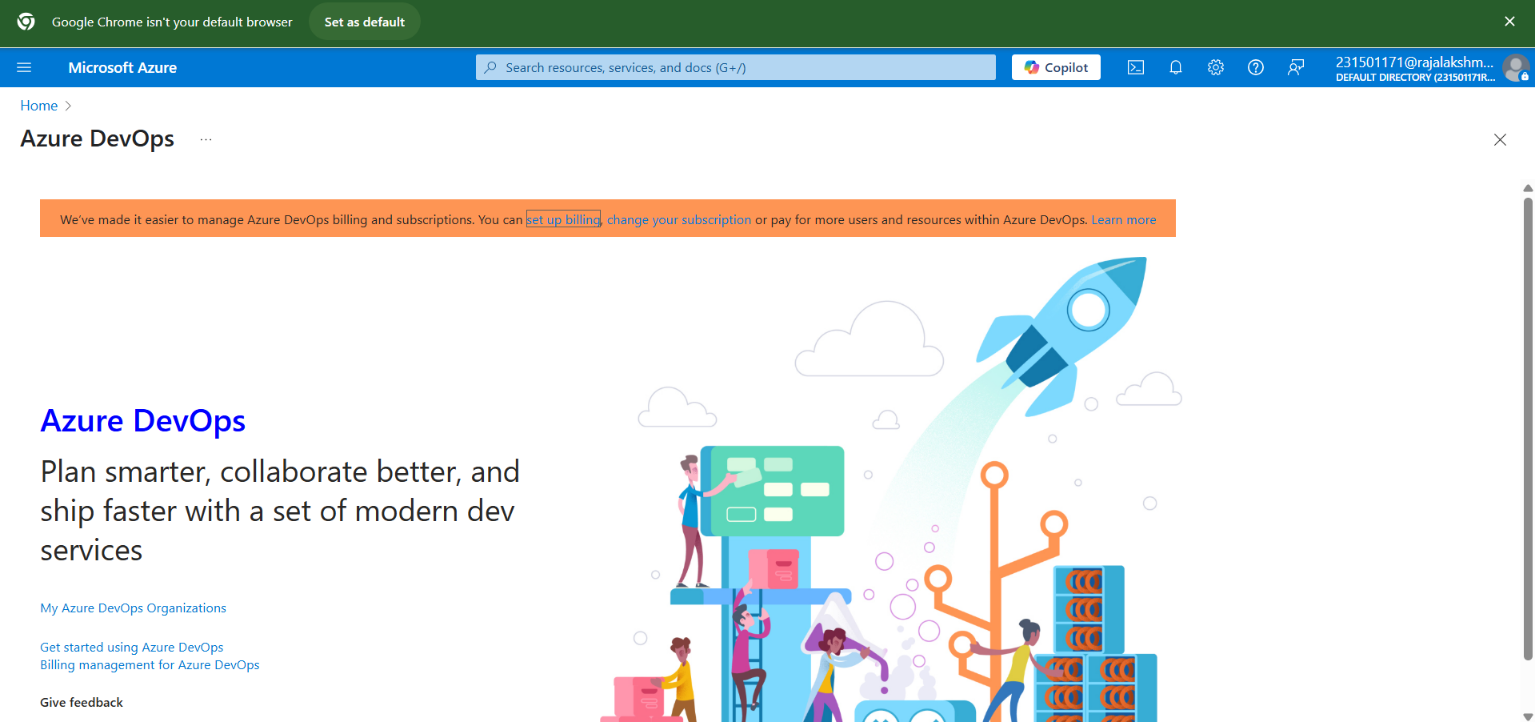 Google Chrome isn't your default browser Set as default
Microsoft Azure
Search resources, services, and docs (G+/)
Copilot
231501171@rajalakshm...
DEFAULT DIRECTORY (231501171R...
Home
Azure DevOps ...
We've made it easier to manage Azure DevOps billing and subscriptions. You can set up billing, change your subscription or pay for more users and resources within Azure DevOps. Learn more
Azure DevOps
Plan smarter, collaborate better, and
ship faster with a set of modern dev
services
My Azure DevOps Organizations
Get started using Azure DevOps
Billing management for Azure DevOps
Give feedback